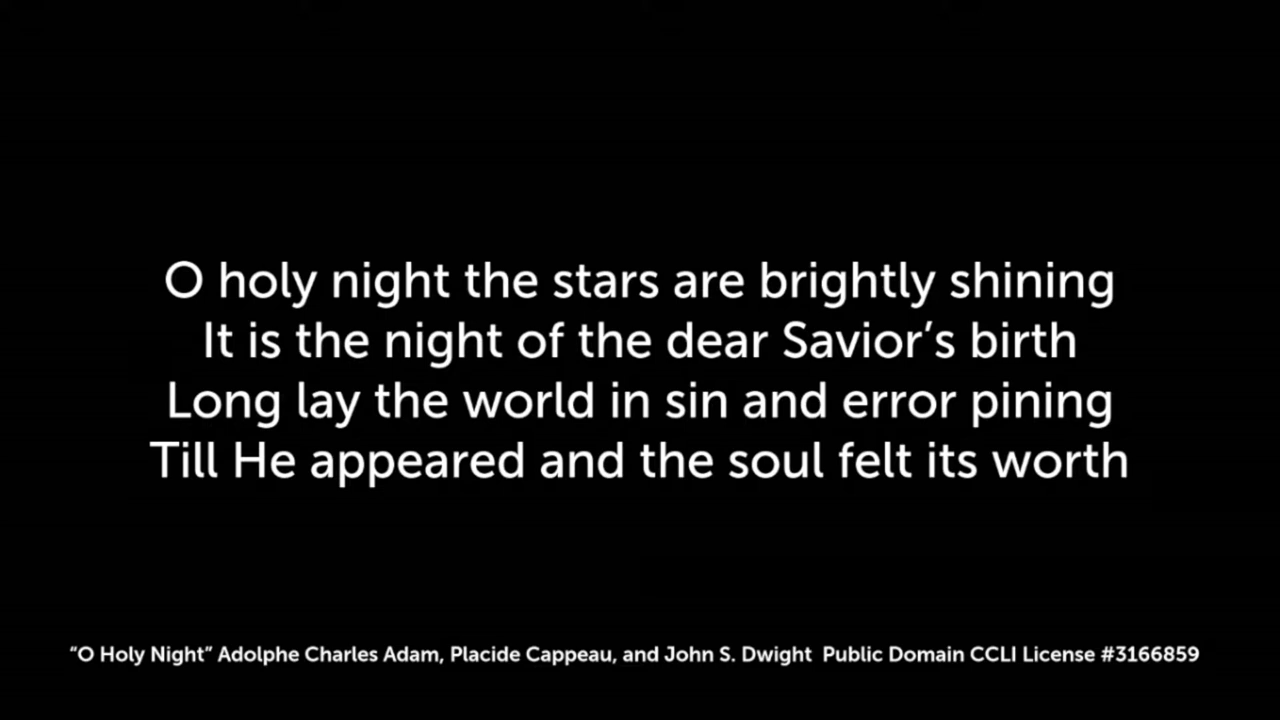 O holy night the stars are brightly shining
It is the night of the dear Savior’s birth
Long lay the world in sin and error pining
Till He appeared and the soul felt its worth
“O Holy Night” Adolphe Charles Adam, Placide Cappeau, and John S. Dwight  Public Domain CCLI License #3166859